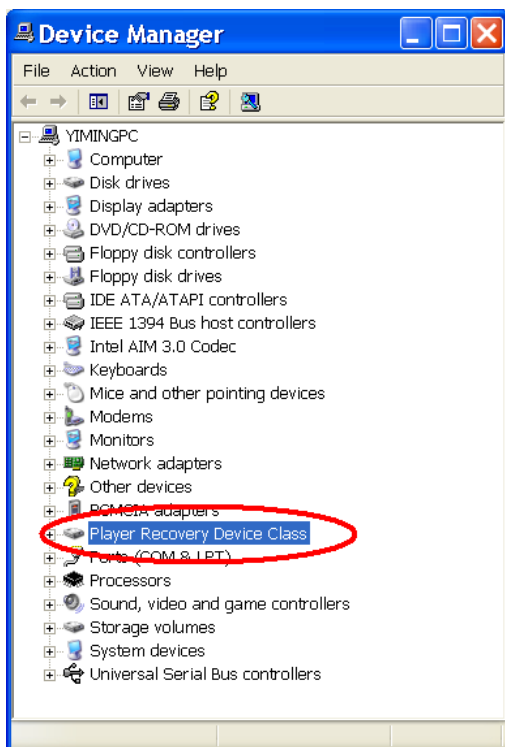 Device Manager
File Action View Help
YIMINGPC
Computer
Disk drives
Display adapters
DVD/CD-ROM drives
Floppy disk controllers
Floppy disk drives
IDE ATA/ATAPI controllers
IEEE 1394 Bus host controllers
Intel AIM 3.0 Codec
Keyboards
Mice and other pointing devices
Modems
Monitors
Network adapters
Other devices
PCMCIA adapters
Player Recovery Device Class
Ports (COM & LPT)
Processors
Sound, video and game controllers
Storage volumes
System devices
Universal Serial Bus controllers